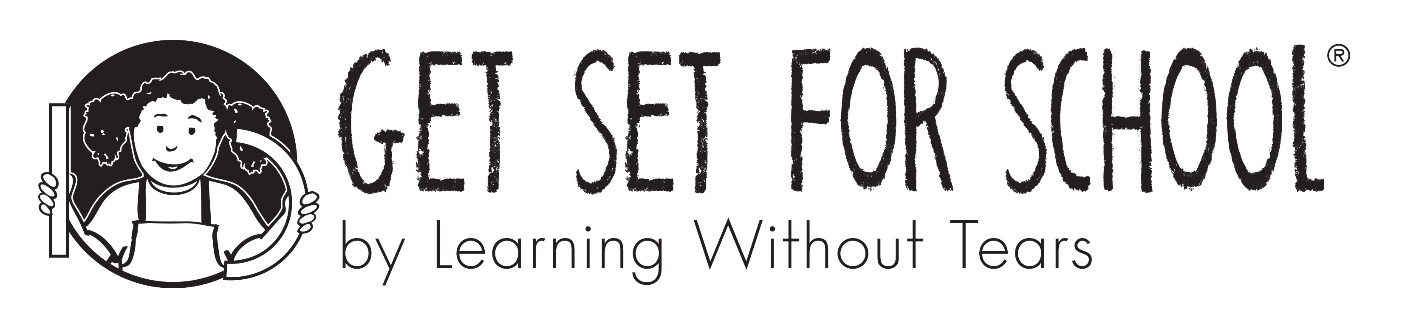 GET SET FOR SCHOOL®
by Learning Without Tears